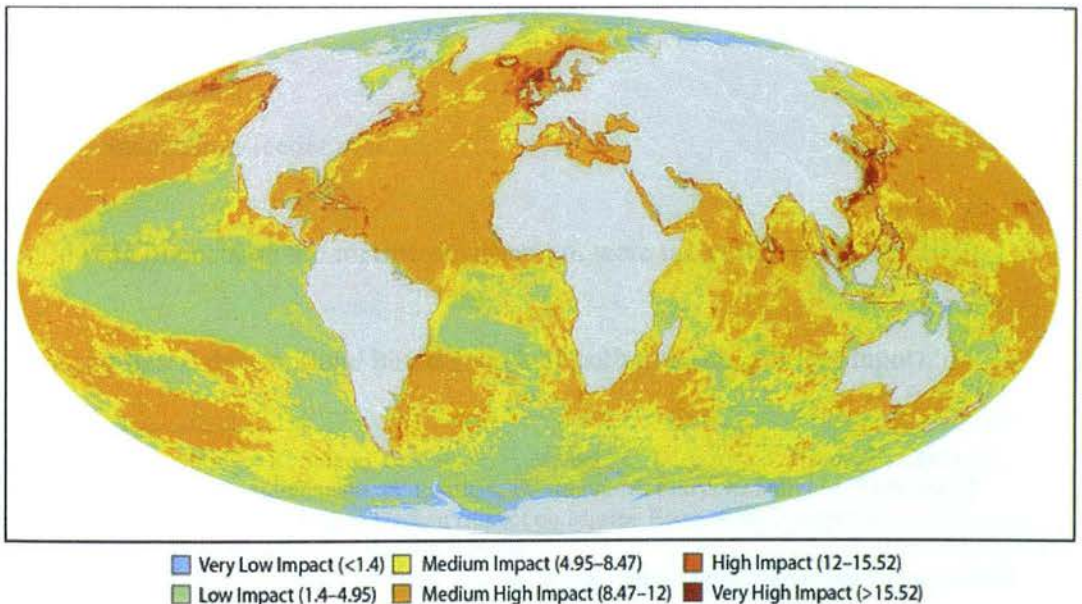 Very Low Impact (<1.4) Medium Impact (4.95–8.47) High Impact (12–15.52)
Low Impact (1.4–4.95) Medium High Impact (8.47–12) Very High Impact (>15.52)